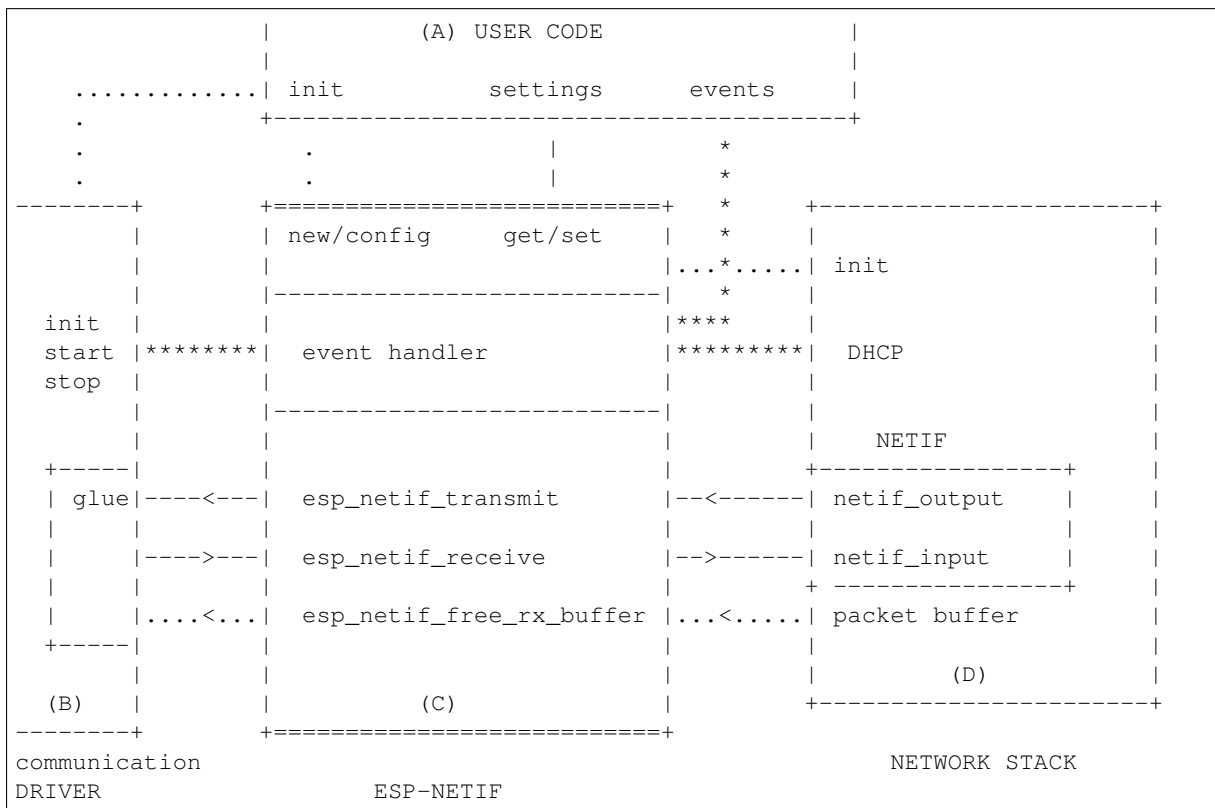 (A) USER CODE
init settings events
new/config get/set
init
init
start event handler DHCP
stop
NETIF
glue esp_netif_transmit netif_output
esp_netif_receive netif_input
esp_netif_free_rx_buffer packet buffer
(D)
(B) (C)
communication NETWORK STACK
DRIVER ESP-NETIF